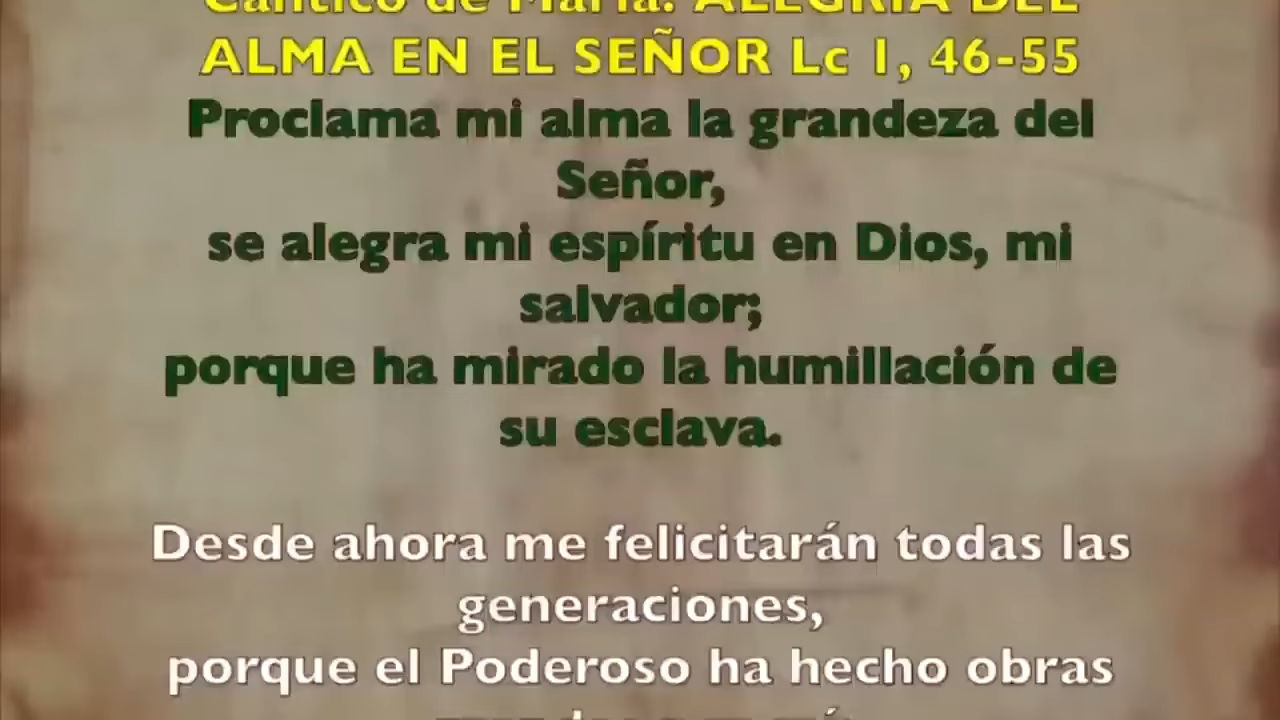 Cántico de María. ALEGRIA DEL
ALMA EN EL SEÑOR Lc 1, 46-55
Proclama mi alma la grandeza del
Señor,
se alegra mi espíritu en Dios, mi
salvador;
porque ha mirado la humillación de
su esclava.
Desde ahora me felicitarán todas las
generaciones,
porque el Poderoso ha hecho obras